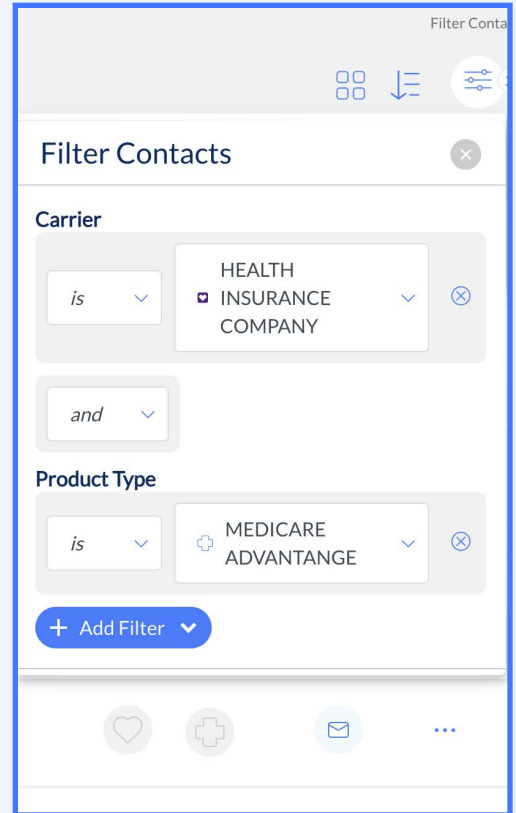 Filter Conta
Filter Contacts
Carrier
is
HEALTH
INSURANCE
COMPANY
and
Product Type
is
MEDICARE
ADVANTANGE
+ Add Filter